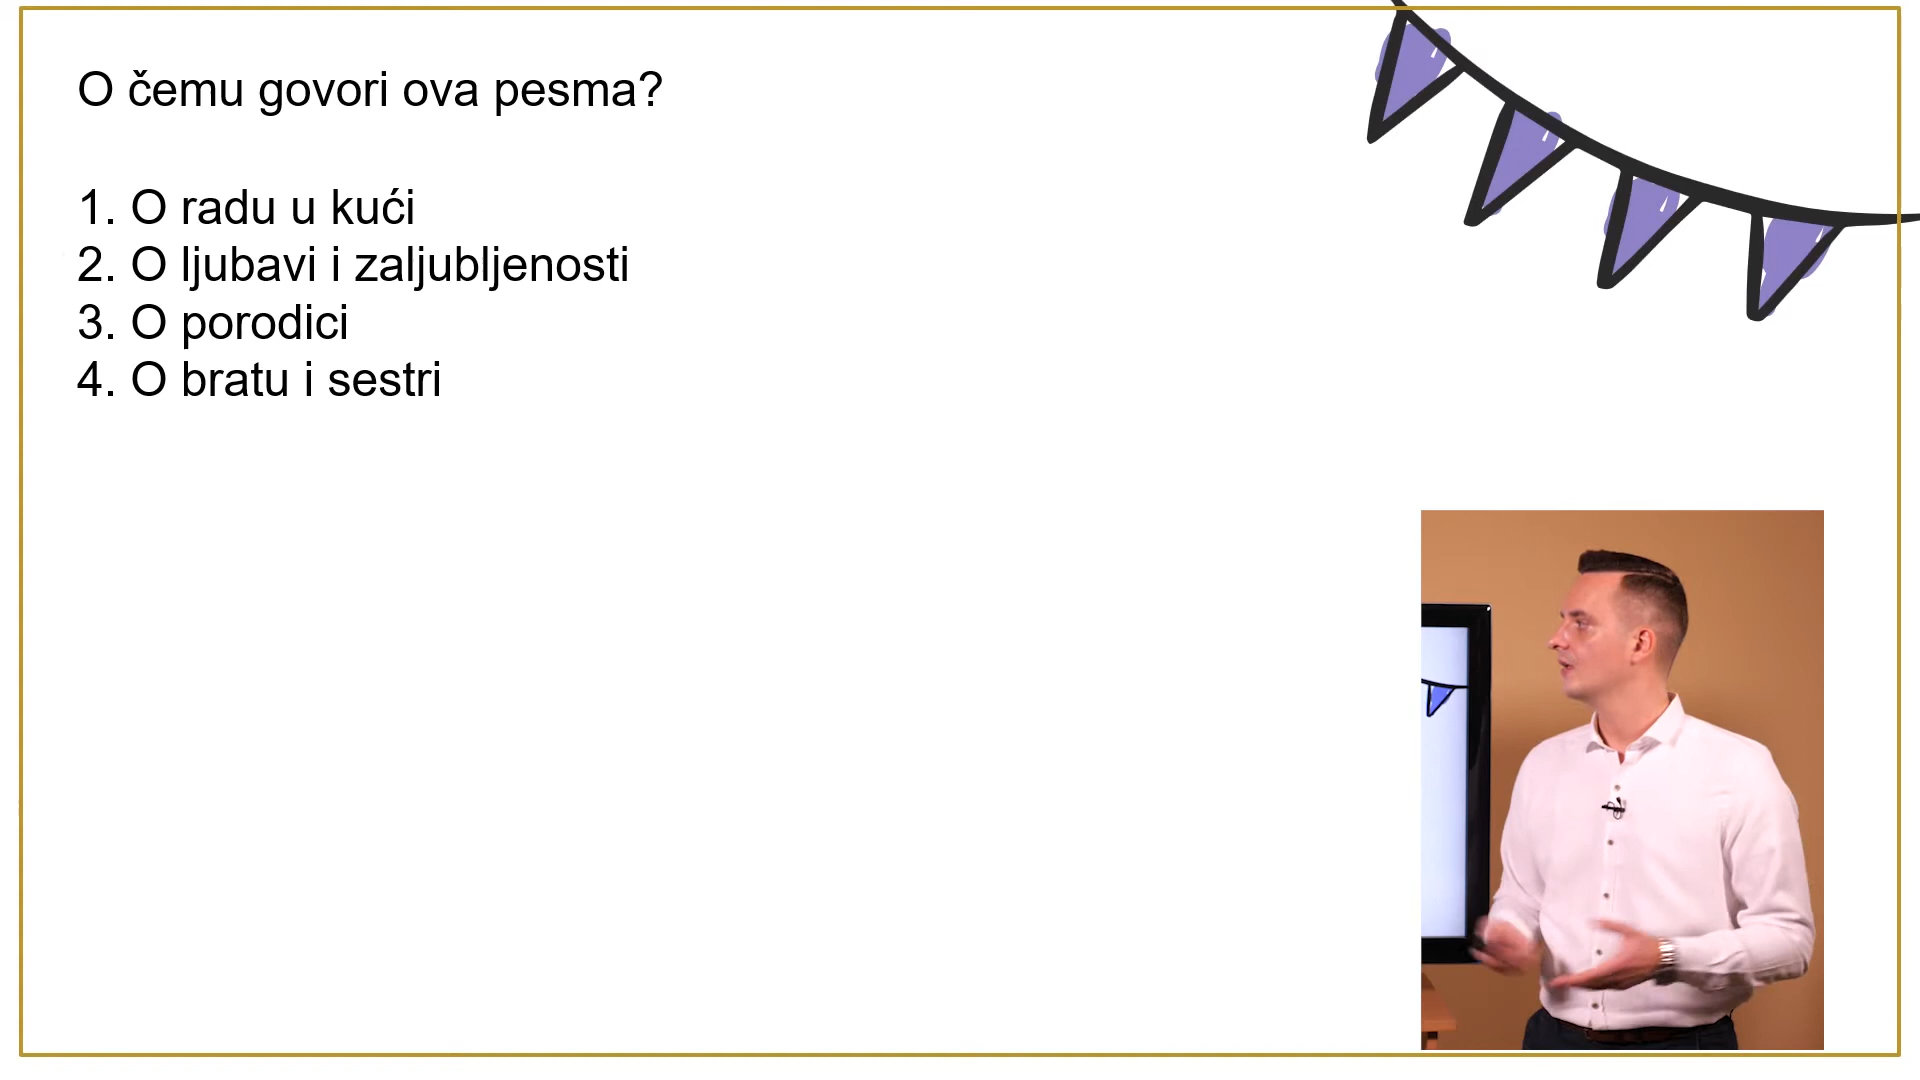 O čemu govori ova pesma?
1. O radu u kući
2. O ljubavi i zaljubljenosti
3. O porodici
4. O bratu i sestri